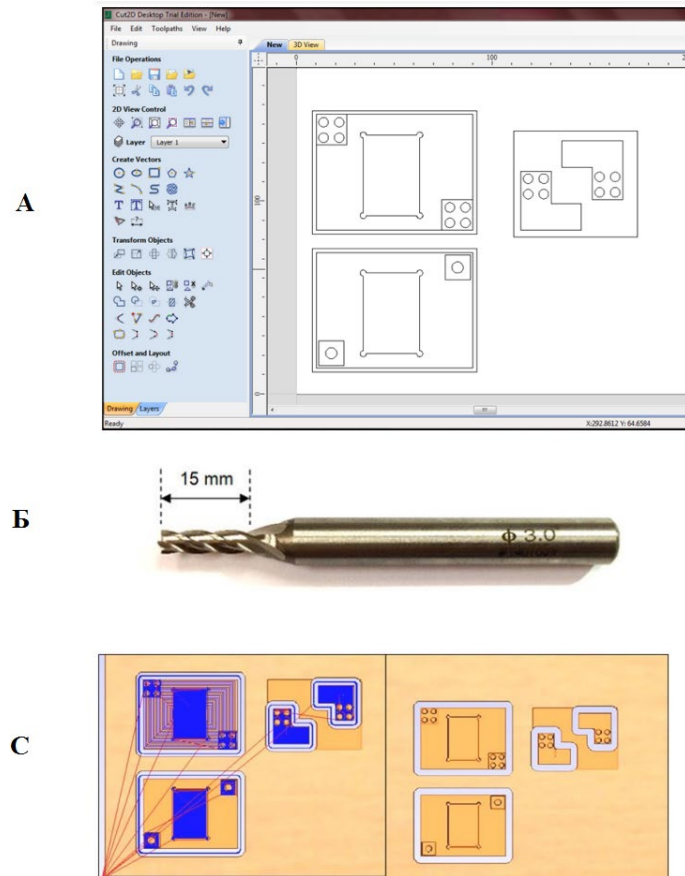 А
Cut2D Desktop Trial Edition - [New]
File Edit Toolpaths View Help
Drawing
New 3D View
File Operations
2D View Control
Layer Layer 1
Create Vectors
Transform Objects
Edit Objects
Offset and Layout
Drawing Layers
Ready
X:292.8612 Y: 64.6584
0 100
100
0
Б
15 mm
Φ 3.0
С